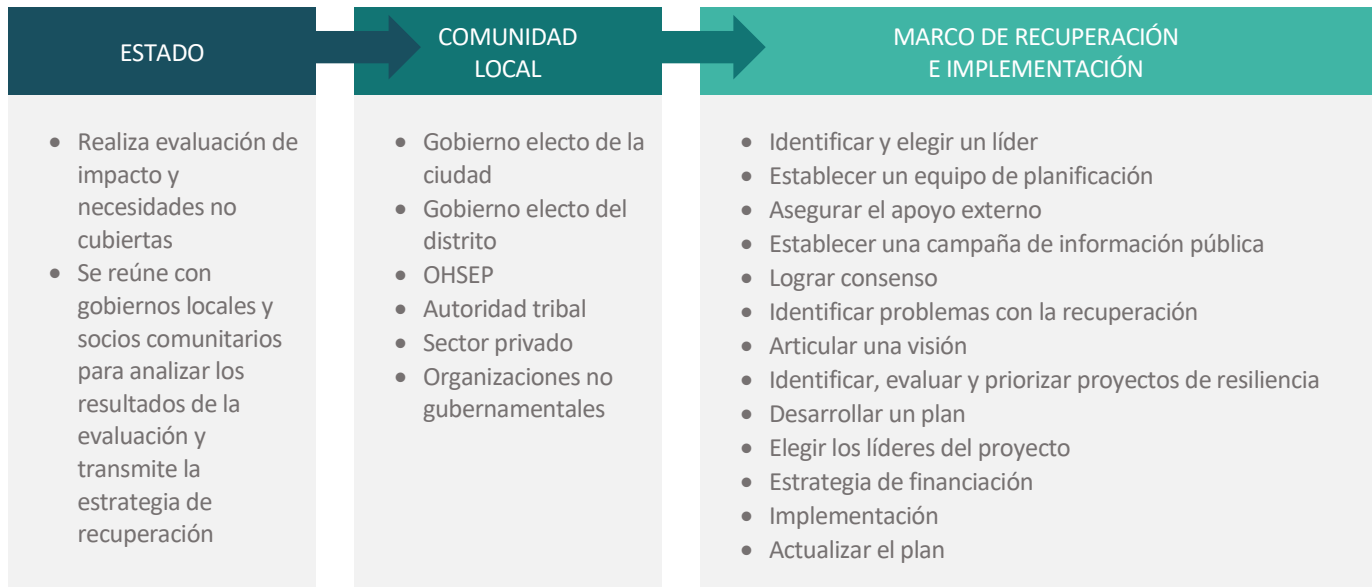 ESTADO
COMUNIDAD
LOCAL
MARCO DE RECUPERACIÓN
E IMPLEMENTACIÓN
• Realiza evaluación de
impacto y
necesidades no
cubiertas
• Se reúne con
gobiernos locales y
socios comunitarios
para analizar los
resultados de la
evaluación y
transmite la
estrategia de
recuperación
• Gobierno electo de la
ciudad
• Gobierno electo del
distrito
• OHSEP
• Autoridad tribal
• Sector privado
• Organizaciones no
gubernamentales
• Identificar y elegir un líder
• Establecer un equipo de planificación
• Asegurar el apoyo externo
• Establecer una campaña de información pública
• Lograr consenso
• Identificar problemas con la recuperación
• Articular una visión
• Identificar, evaluar y priorizar proyectos de resiliencia
• Desarrollar un plan
• Elegir los líderes del proyecto
• Estrategia de financiación
• Implementación
• Actualizar el plan